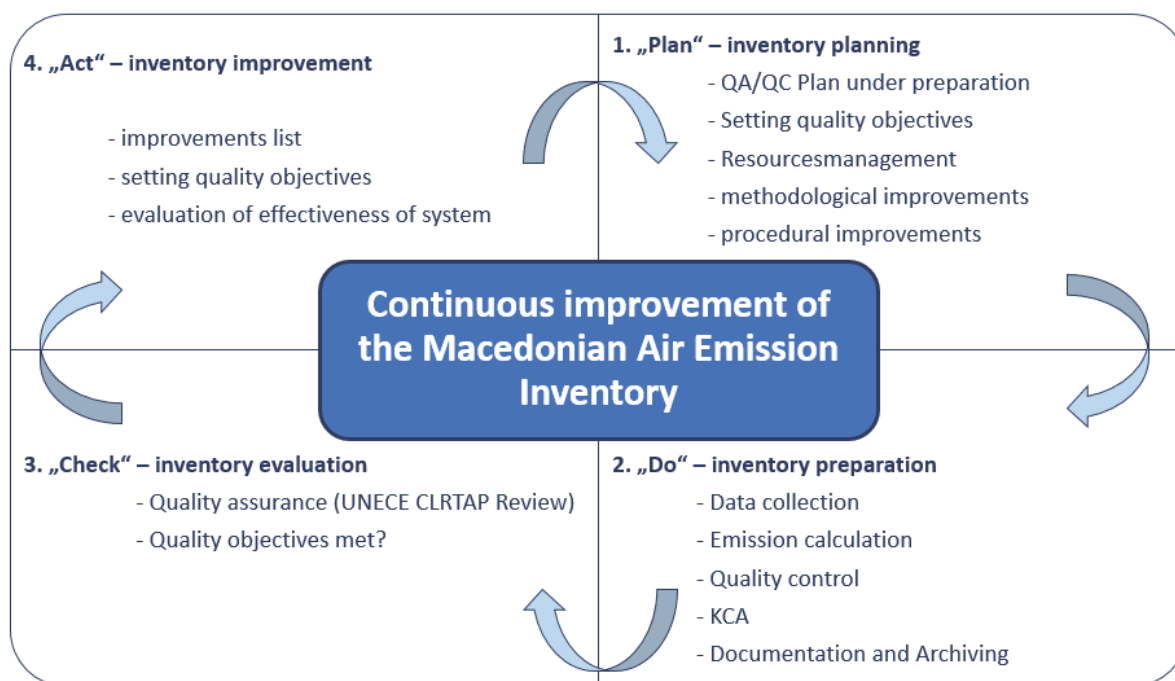 4. „Act“ – inventory improvement
- improvements list
- setting quality objectives
- evaluation of effectiveness of system
1. „Plan“ – inventory planning
- QA/QC Plan under preparation
- Setting quality objectives
- Resourcesmanagement
- methodological improvements
- procedural improvements
Continuous improvement of
the Macedonian Air Emission
Inventory
3. „Check“ – inventory evaluation
- Quality assurance (UNECE CLRTAP Review)
- Quality objectives met?
2. „Do“ – inventory preparation
- Data collection
- Emission calculation
- Quality control
- KCA
- Documentation and Archiving